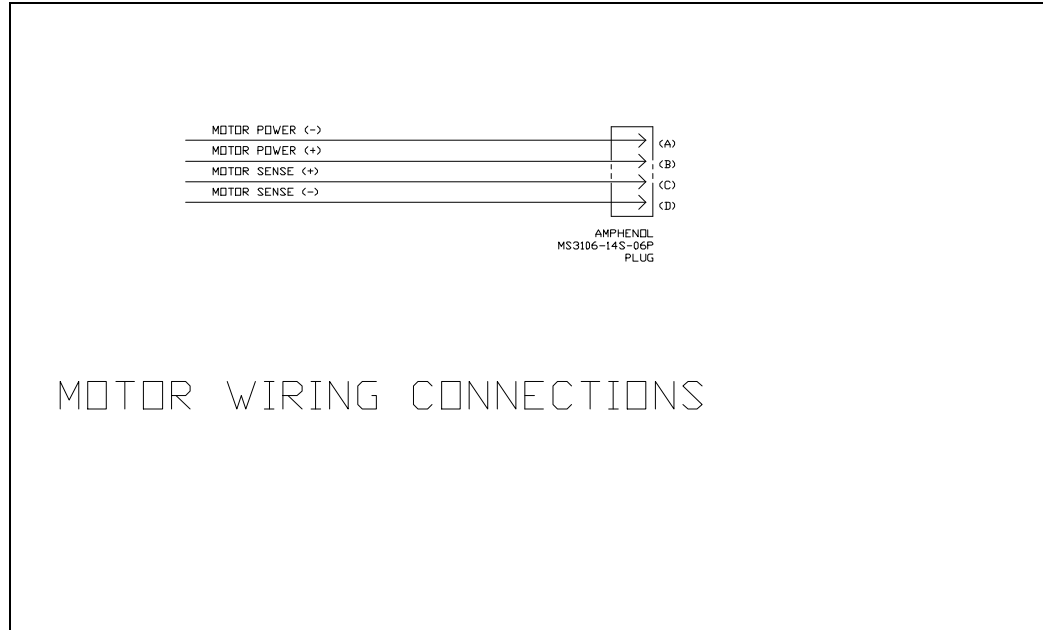 MOTOR POWER (-)
(A)
MOTOR POWER (+)
(B)
MOTOR SENSE (+)
(C)
MOTOR SENSE (-)
(D)
AMPHENOL
MS3106-14S-06P
PLUG
MOTOR WIRING CONNECTIONS